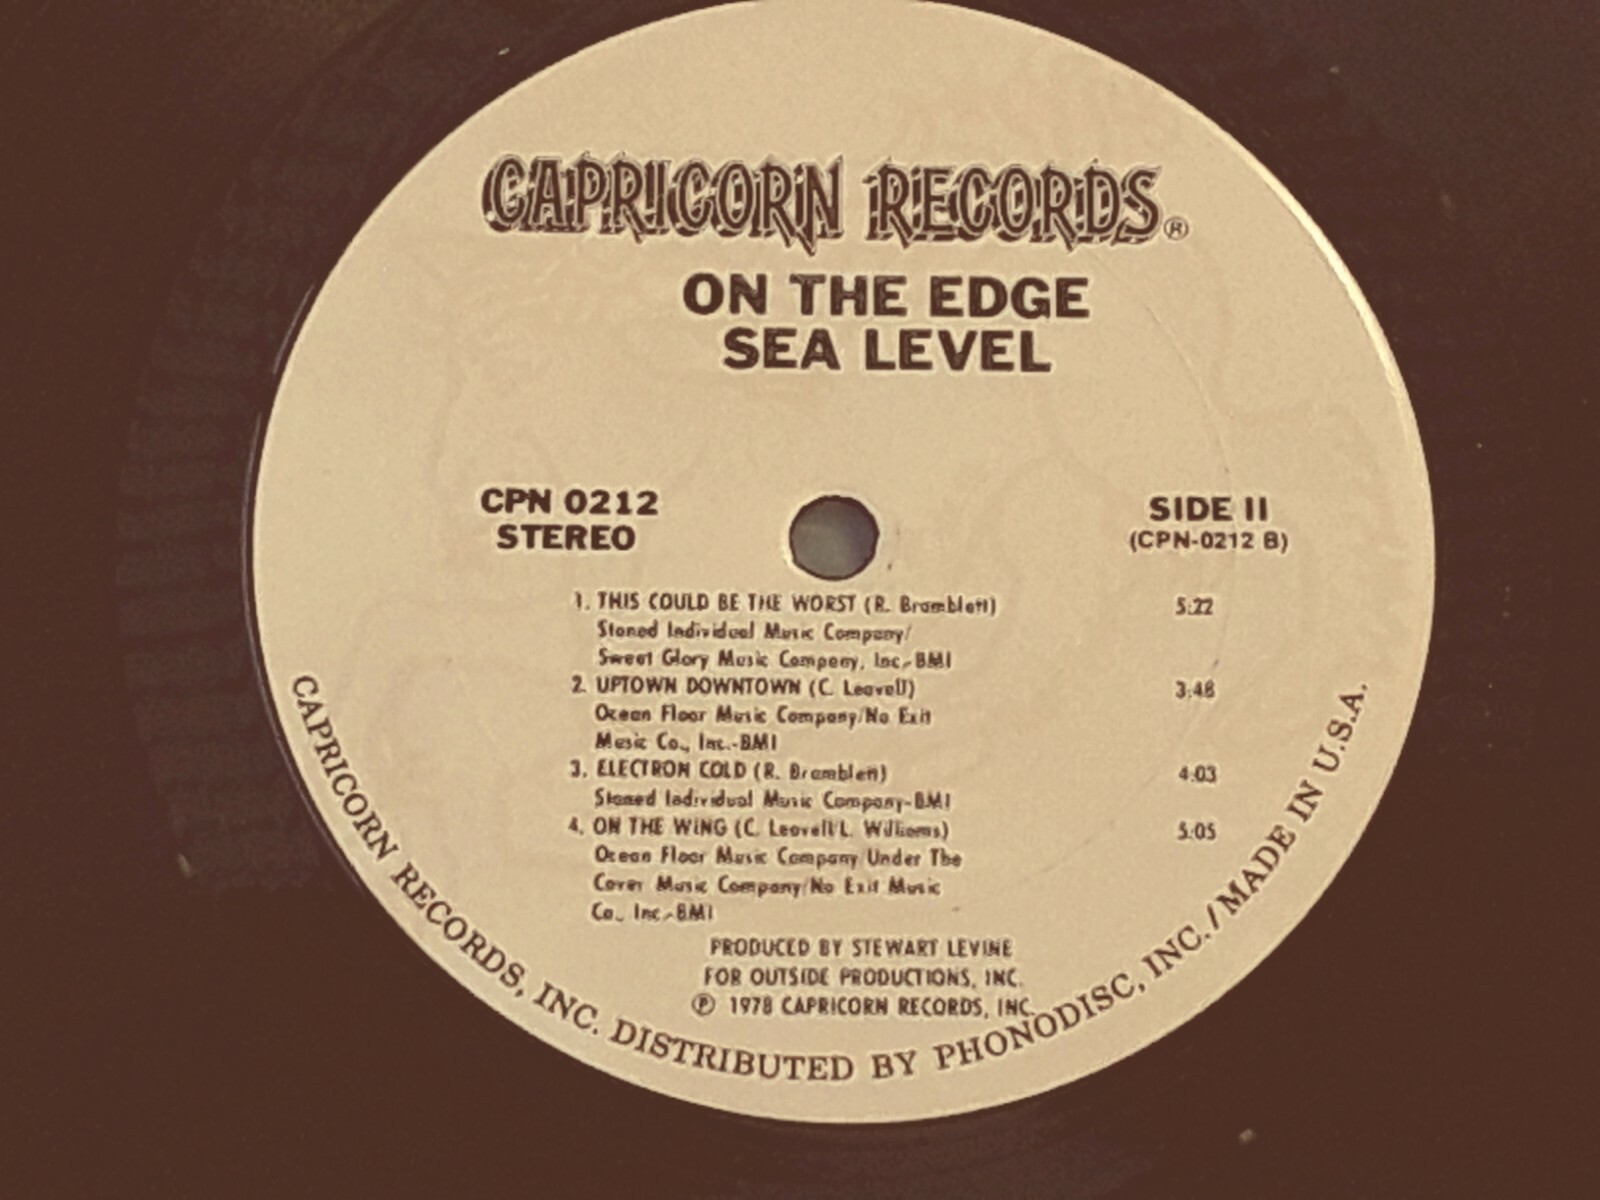 CAPRICORN RECORDS®
ON THE EDGE
SEA LEVEL
CPN 0212
STEREO
SIDE II
(CPN-0212 B)
1. THIS COULD BE THE WORST (R. Bramblett) 5:22
Stoned Individual Music Company/
Sweet Glory Music Company, Inc.-BMI
2. UPTOWN DOWNTOWN (C. Leavell) 3:48
Ocean Floor Music Company/No Exit
Music Co., Inc.-BMI
3. ELECTRON COLD (R. Bramblett) 4:03
Stoned Individual Music Company-BMI
4. ON THE WING (C. Leavell/L. Williams) 5:05
Ocean Floor Music Company/Under The
Cover Music Company/No Exit Music
Co., Inc.-BMI
PRODUCED BY STEWART LEVINE
FOR OUTSIDE PRODUCTIONS, INC.
℗ 1978 CAPRICORN RECORDS, INC.
CAPRICORN RECORDS, INC. DISTRIBUTED BY PHONODISC, INC./MADE IN U.S.A.